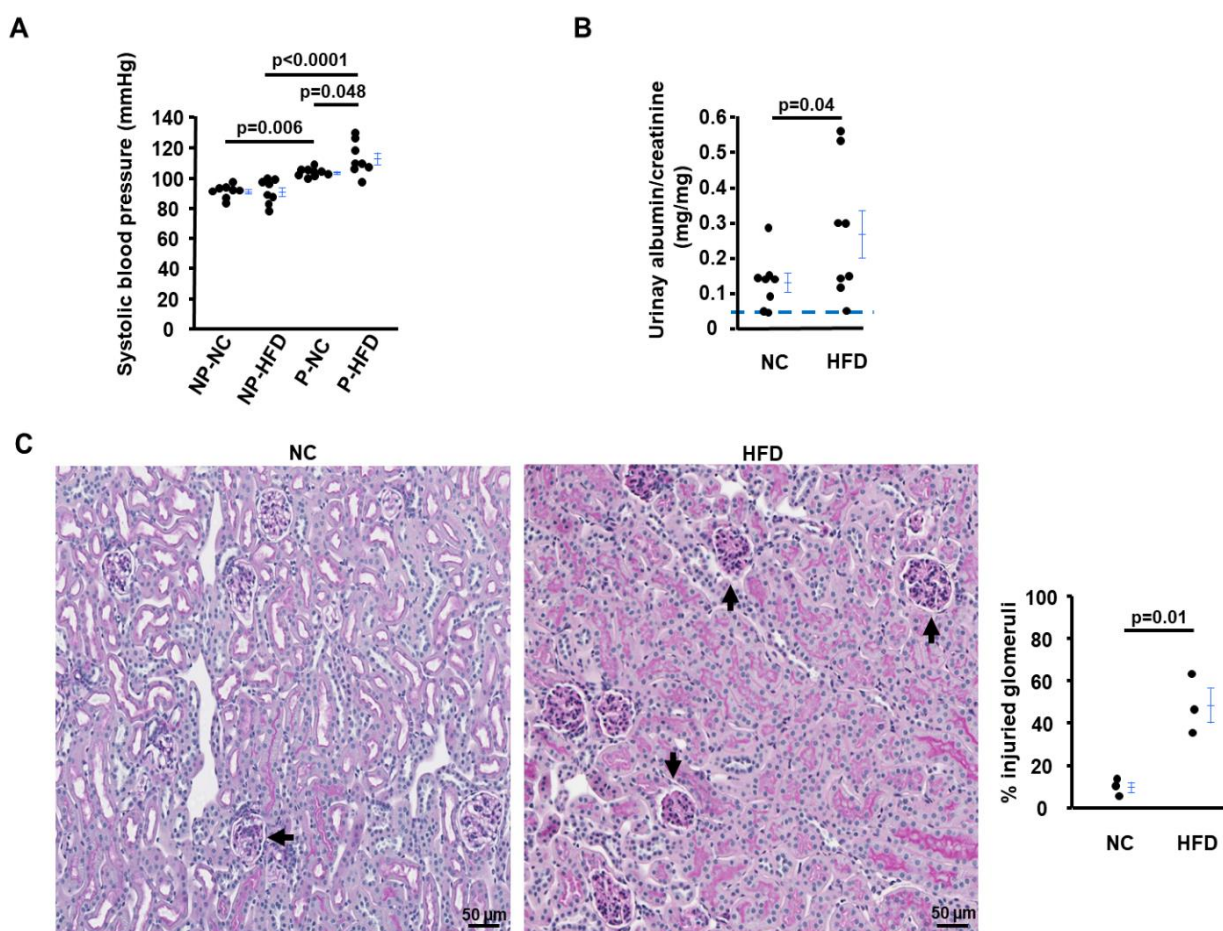 A
Systolic blood pressure (mmHg)
p<0.0001
p=0.048
p=0.006
140
120
100
80
60
40
20
0
NP-NC
NP-HFD
P-NC
P-HFD
B
Urinay albumin/creatinine
(mg/mg)
p=0.04
0.6
0.5
0.3
0.2
0.1
0
NC
HFD
C
NC
50 µm
HFD
50 µm
% injuried glomeruli
p=0.01
100
80
60
40
20
0
NC
HFD